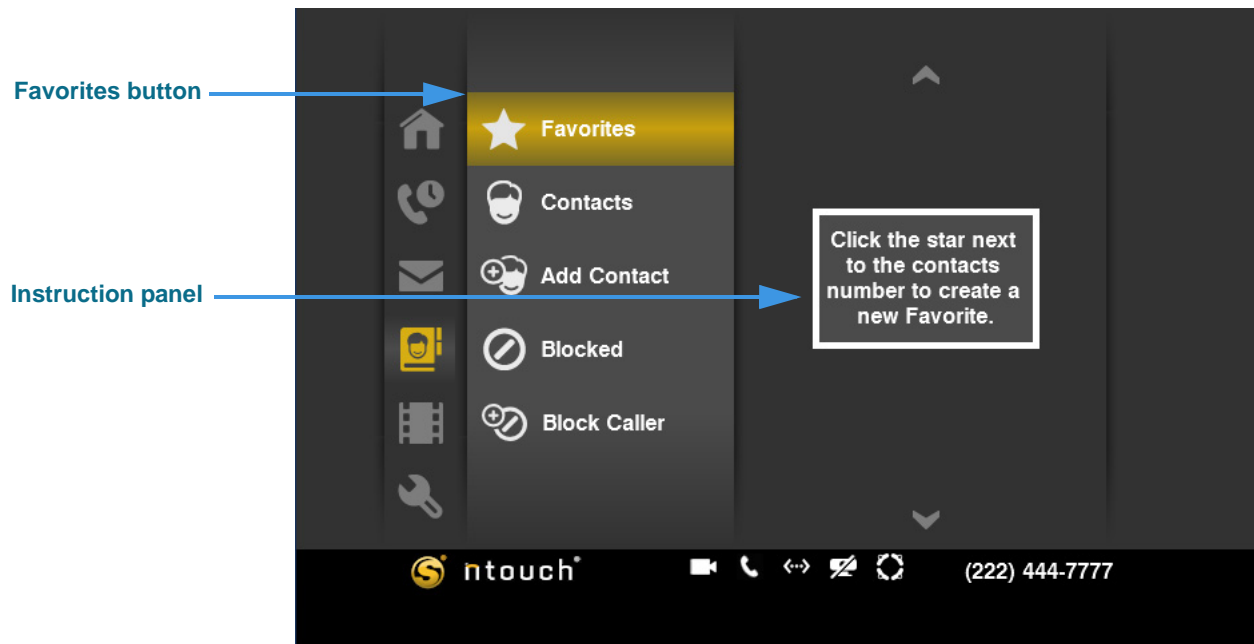 Favorites button
Favorites
Contacts
Instruction panel
Add Contact
Blocked
Block Caller
Click the star next
to the contacts
number to create a
new Favorite.
S ntouch®
(222) 444-7777